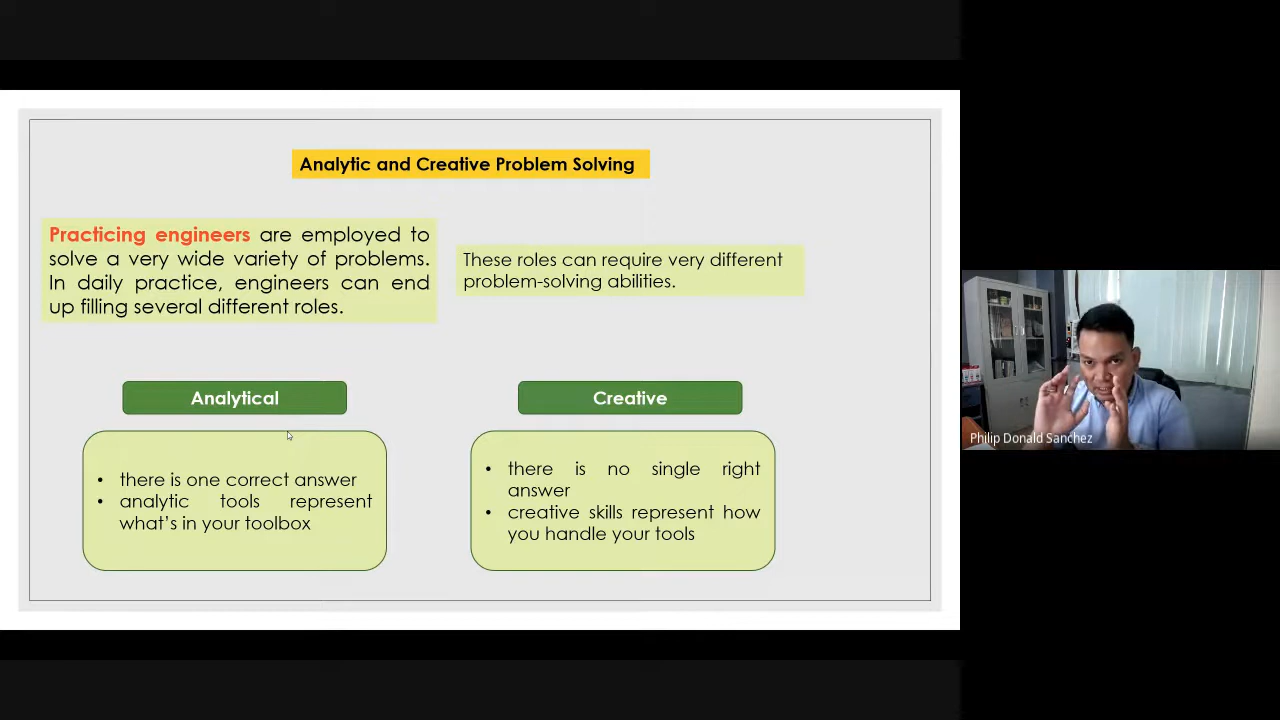 Analytic and Creative Problem Solving
Practicing engineers are employed to
solve a very wide variety of problems.
In daily practice, engineers can end
up filling several different roles.
These roles can require very different
problem-solving abilities.
Analytical
• there is one correct answer
• analytic tools represent
what’s in your toolbox
Creative
• there is no single right
answer
• creative skills represent how
you handle your tools
Philip Donald Sanchez